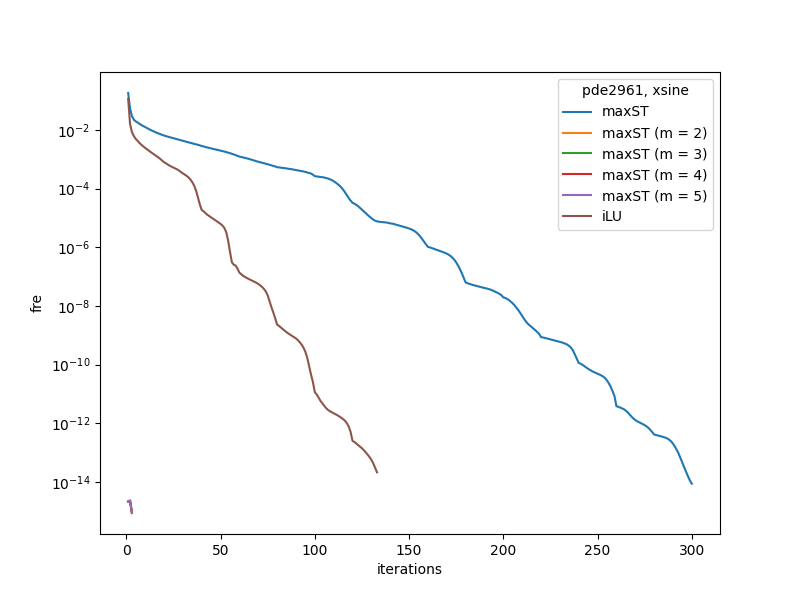 pde2961, xsine
maxST
maxST (m = 2)
maxST (m = 3)
maxST (m = 4)
maxST (m = 5)
iLU
fre
10⁻²
10⁻⁴
10⁻⁶
10⁻⁸
10⁻¹⁰
10⁻¹²
10⁻¹⁴
0 50 100 150 200 250 300
iterations